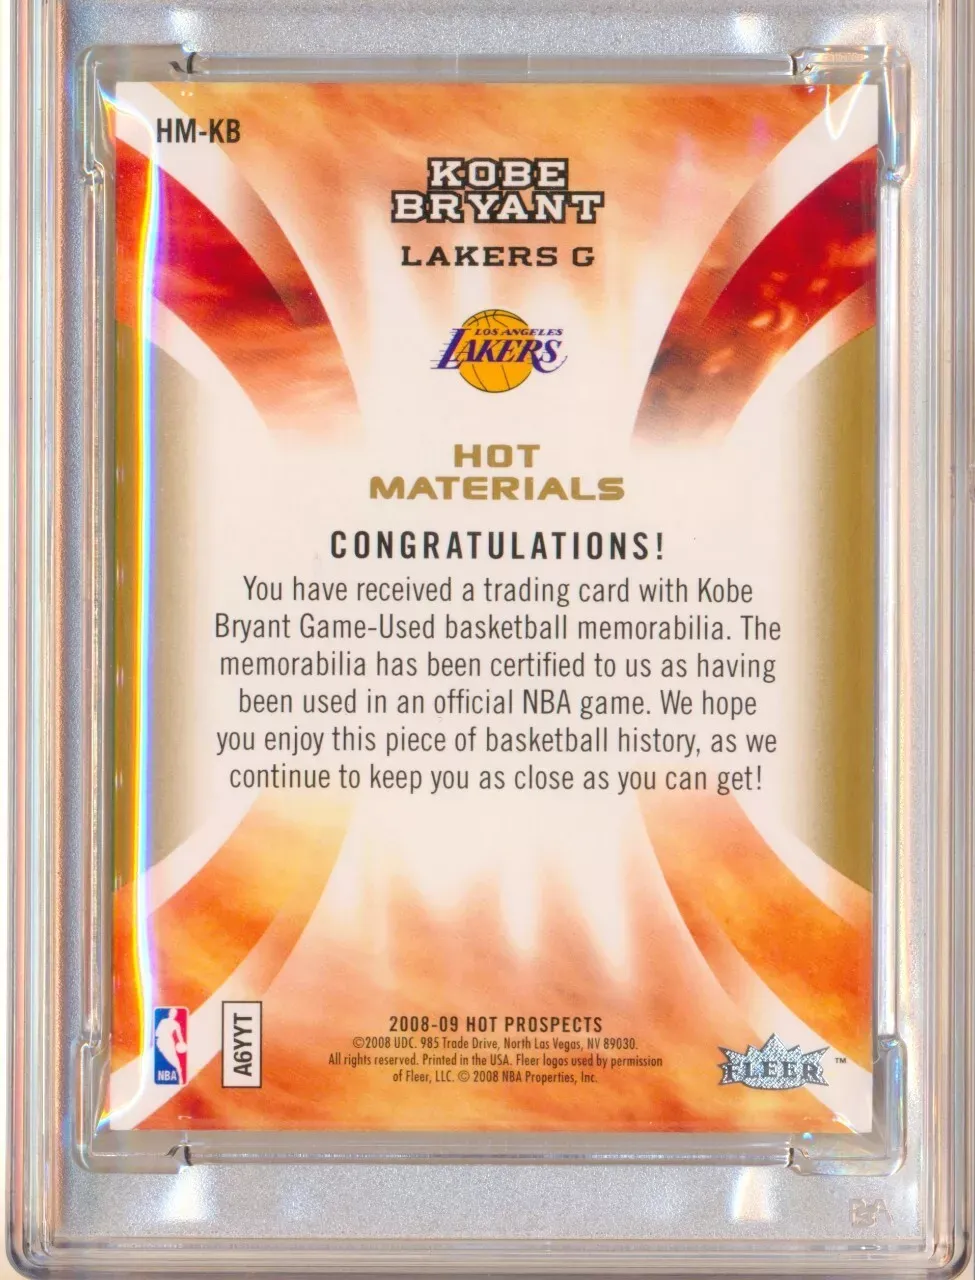 HM-KB
KOBE
BRYANT
LAKERS G
LOS ANGELES
LAKERS
HOT
MATERIALS
CONGRATULATIONS!
You have received a trading card with Kobe
Bryant Game-Used basketball memorabilia. The
memorabilia has been certified to us as having
been used in an official NBA game. We hope
you enjoy this piece of basketball history, as we
continue to keep you as close as you can get!
NBA
A6YYT
2008-09 HOT PROSPECTS
©2008 UDC. 985 Trade Drive, North Las Vegas, NV 89030.
All rights reserved. Printed in the USA. Fleer logos used by permission
of Fleer, LLC. © 2008 NBA Properties, Inc.
FLEER™